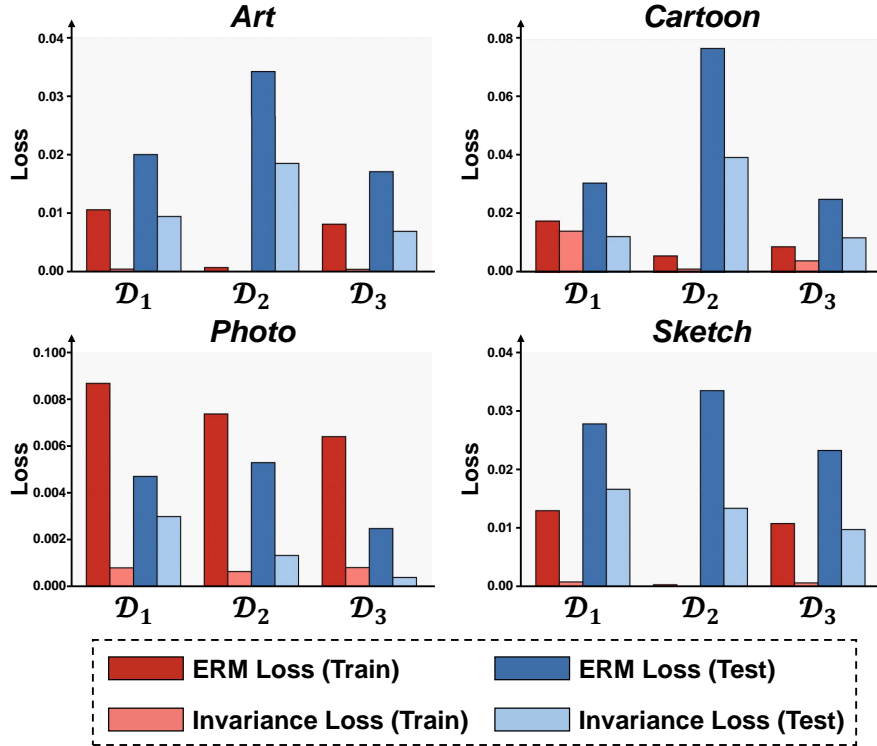 Art
Cartoon
Loss
0.04
0.03
0.02
0.01
0.00
𝒟1 𝒟2 𝒟3
Loss
0.08
0.06
0.04
0.02
0.00
𝒟1 𝒟2 𝒟3
Photo
Sketch
Loss
0.100
0.008
0.006
0.004
0.002
0.000
𝒟1 𝒟2 𝒟3
Loss
0.04
0.03
0.02
0.01
0.00
𝒟1 𝒟2 𝒟3
ERM Loss (Train)
ERM Loss (Test)
Invariance Loss (Train)
Invariance Loss (Test)